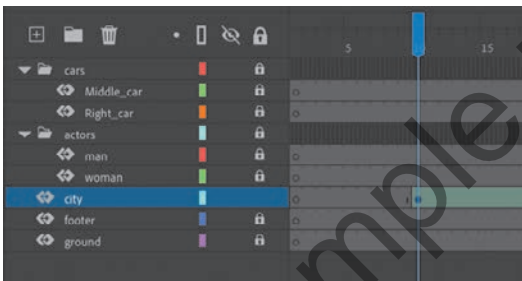 5 15
cars
Middle_car
Right_car
actors
man
woman
city
footer
ground